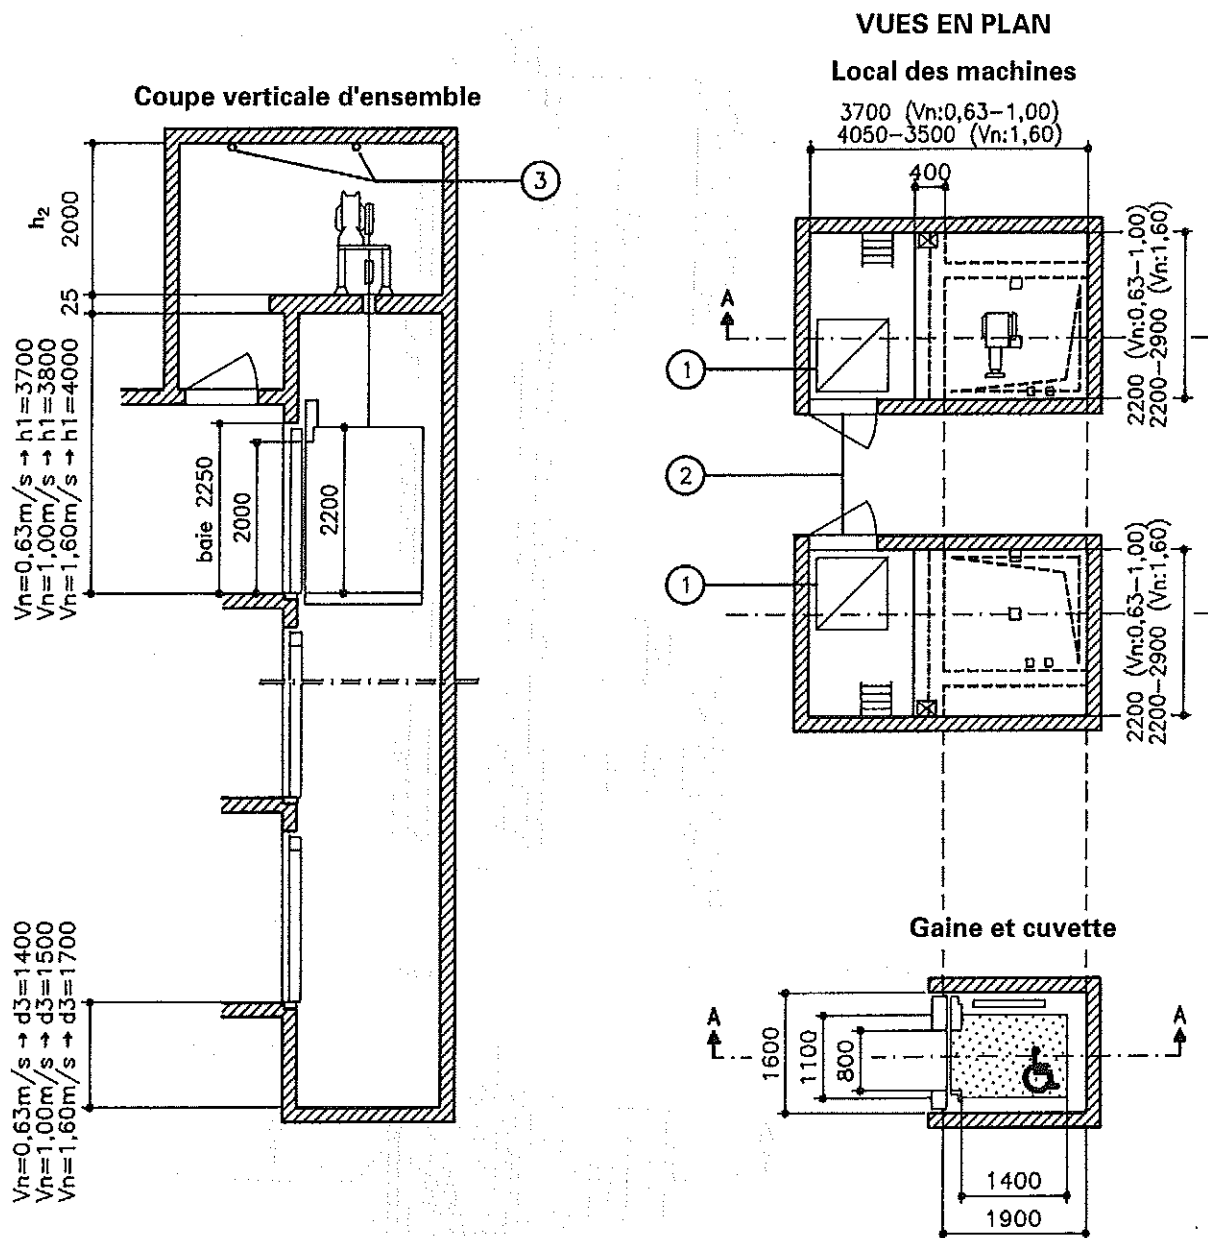 VUES EN PLAN
Coupe verticale d'ensemble
Local des machines
3700 (Vn:0,63–1,00)
4050–3500 (Vn:1,60)
400
3
h2
2000
25
Vn=0,63m/s → h1=3700
Vn=1,00m/s → h1=3800
Vn=1,60m/s → h1=4000
baie 2250
2000
2200
A
1
2
1
2200 (Vn:0,63–1,00)
2200–2900 (Vn:1,60)
2200 (Vn:0,63–1,00)
2200–2900 (Vn:1,60)
Vn=0,63m/s → d3=1400
Vn=1,00m/s → d3=1500
Vn=1,60m/s → d3=1700
Gaine et cuvette
A
A
1600
1100
800
1400
1900